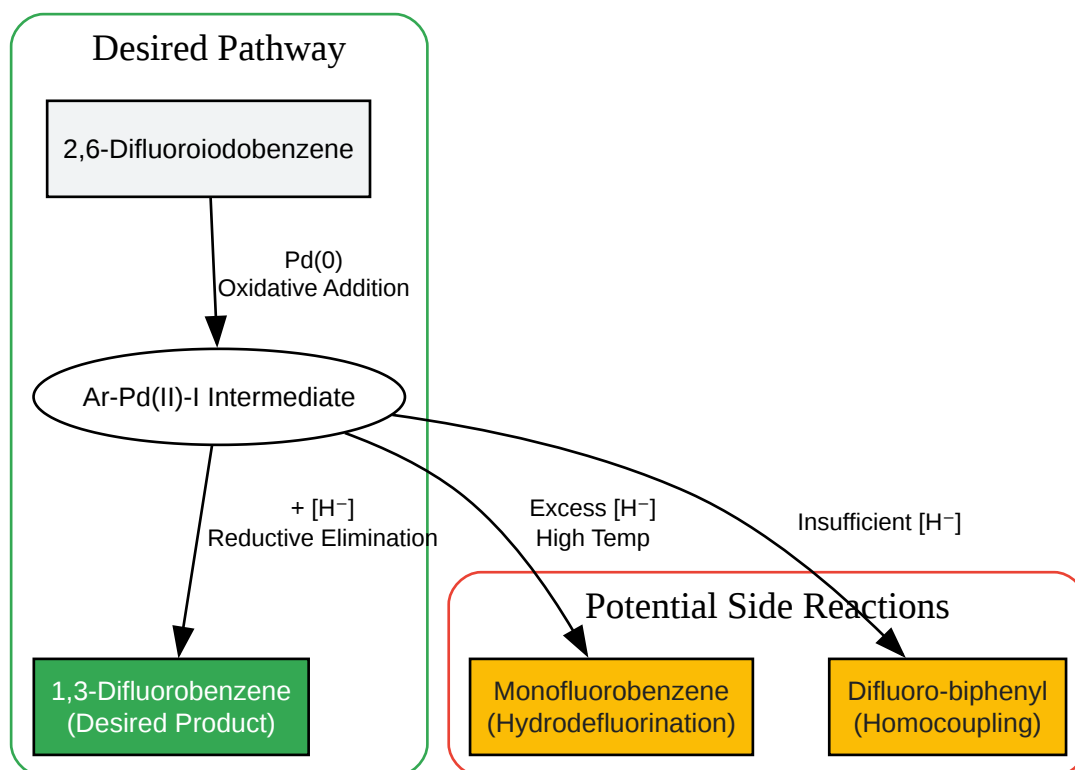 Desired Pathway
2,6-Difluoroiodobenzene
Pd(0)
Oxidative Addition
Ar-Pd(II)-I Intermediate
+ [H⁻]
Reductive Elimination
Excess [H⁻]
High Temp
Insufficient [H⁻]
Potential Side Reactions
1,3-Difluorobenzene
(Desired Product)
Monofluorobenzene
(Hydrodefluorination)
Difluoro-biphenyl
(Homocoupling)